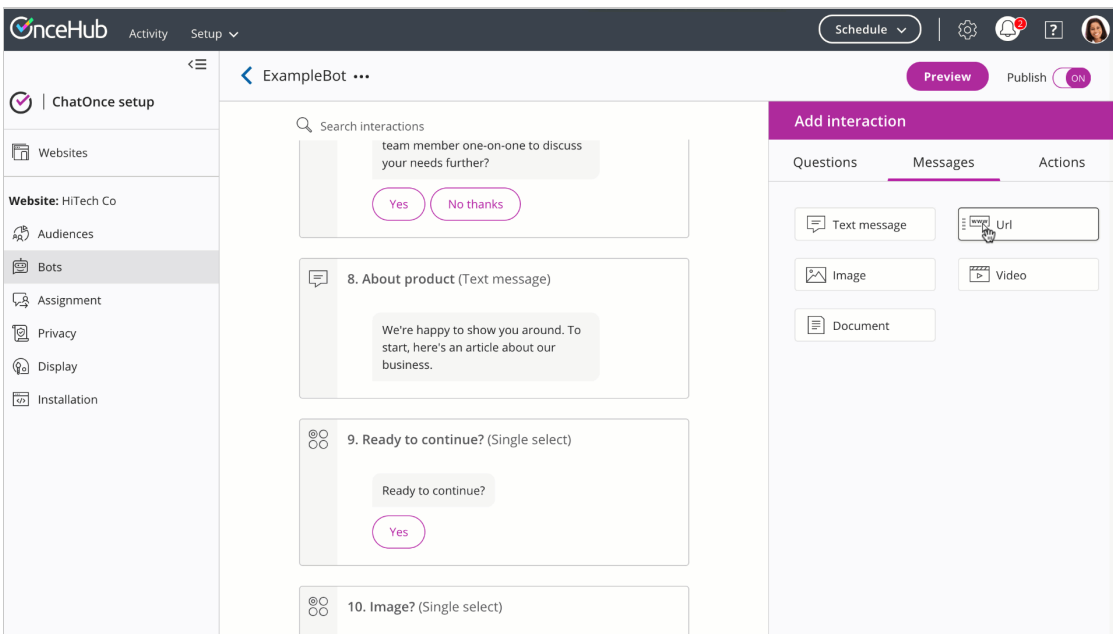 OnceHub
Activity
Setup
Schedule
2
?
ChatOnce setup
Websites
Website: HiTech Co
Audiences
Bots
Assignment
Privacy
Display
Installation
ExampleBot •••
Preview
Publish
ON
Search interactions
team member one-on-one to discuss
your needs further?
Yes
No thanks
8. About product (Text message)
We're happy to show you around. To
start, here's an article about our
business.
9. Ready to continue? (Single select)
Ready to continue?
Yes
10. Image? (Single select)
Add interaction
Questions
Messages
Actions
Text message
www
Url
Image
Video
Document